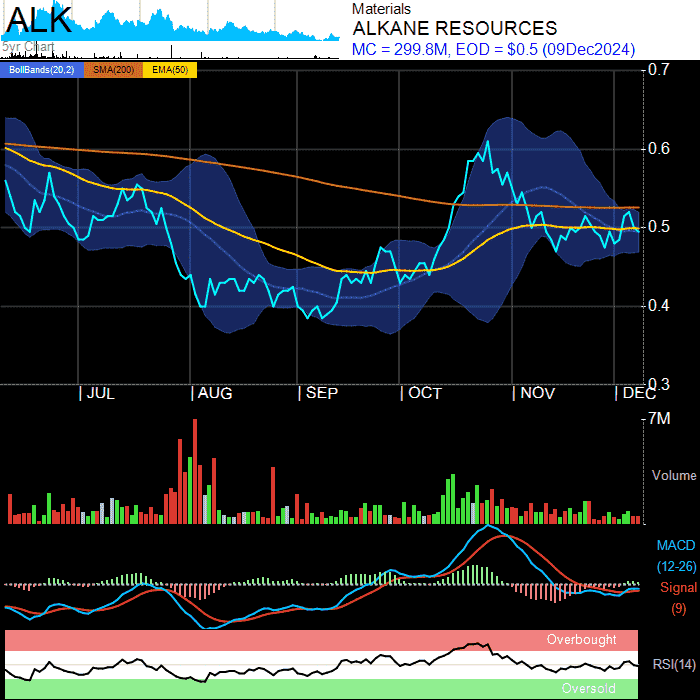 ALK
5yr Chart
Materials
ALKANE RESOURCES
MC = 299.8M, EOD = $0.5 (09Dec2024)
BollBands(20,2) SMA(200) EMA(50)
0.7
0.6
0.5
0.4
0.3
JUL AUG SEP OCT NOV DEC
7M
Volume
MACD
(12-26)
Signal
(9)
Overbought
RSI(14)
Oversold